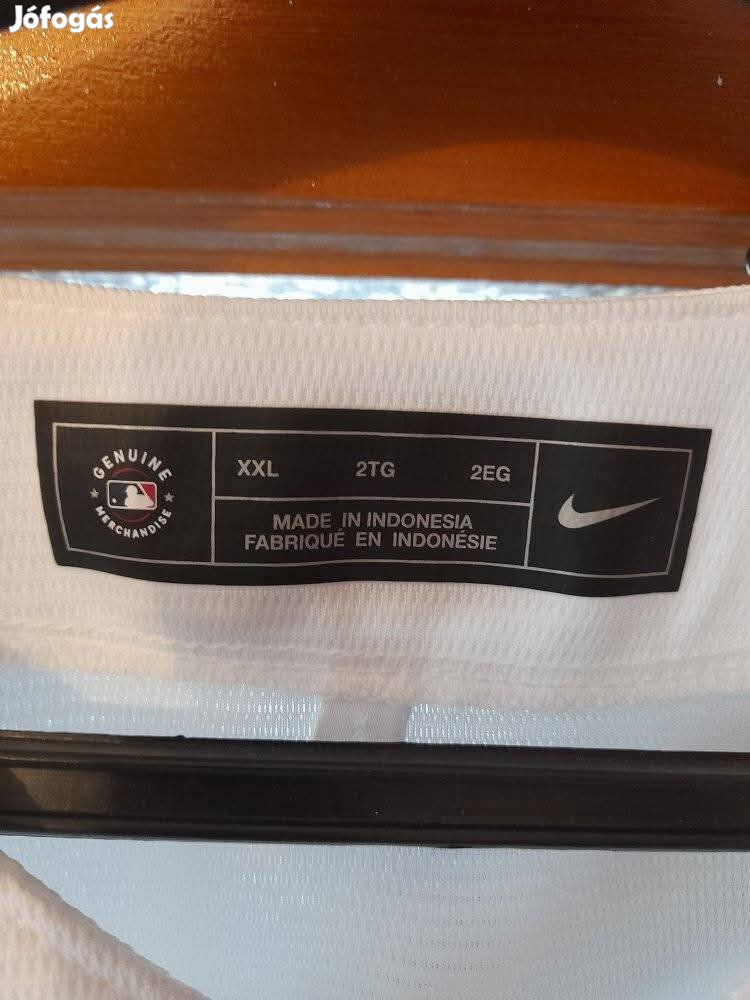 Jófogás
GENUINE
MERCHANDISE
XXL 2TG 2EG
MADE IN INDONESIA
FABRIQUÉ EN INDONÉSIE